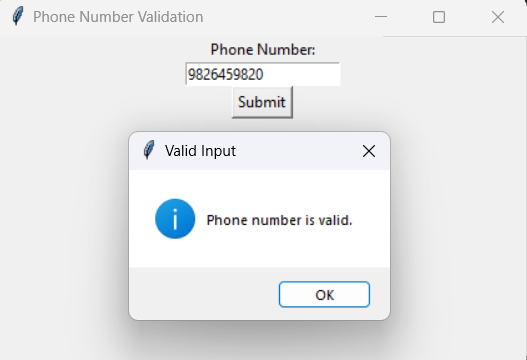 Phone Number Validation
Phone Number:
9826459820
Submit
Valid Input
Phone number is valid.
OK